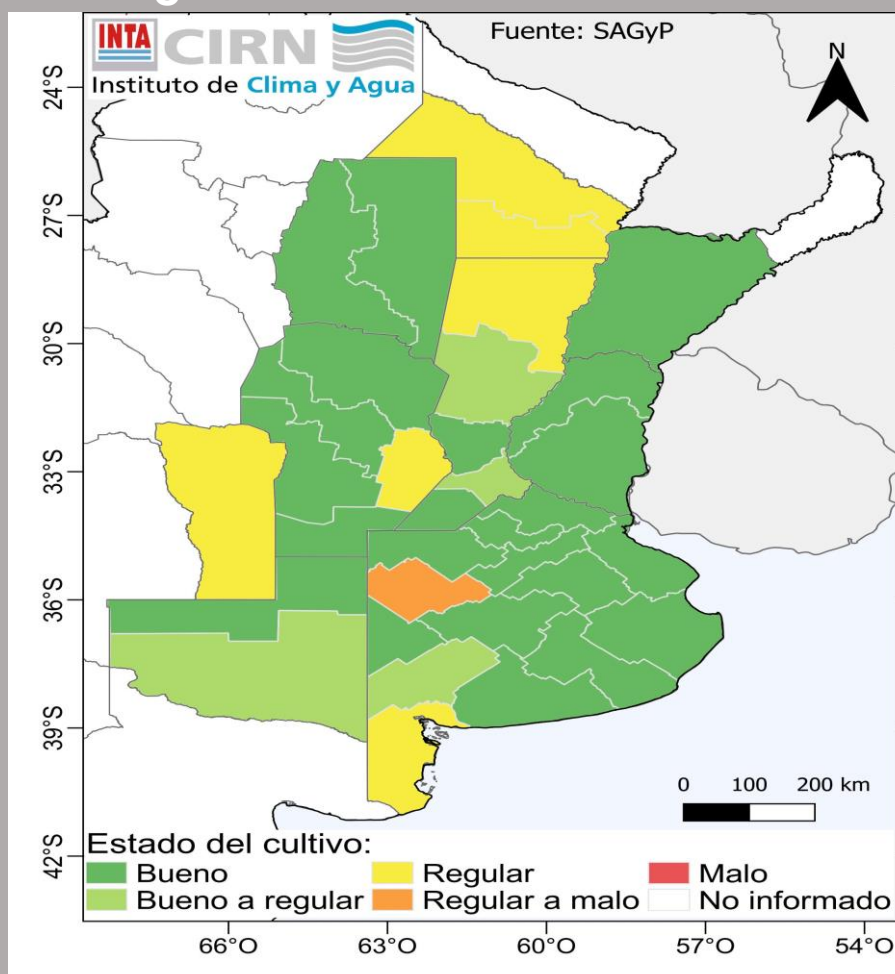 INTA CIRN
Instituto de Clima y Agua
Fuente: SAGyP
N
24°S
27°S
30°S
33°S
36°S
39°S
42°S
0 100 200 km
Estado del cultivo:
Bueno Regular Malo
Bueno a regular Regular a malo No informado
66°O 63°O 60°O 57°O 54°O